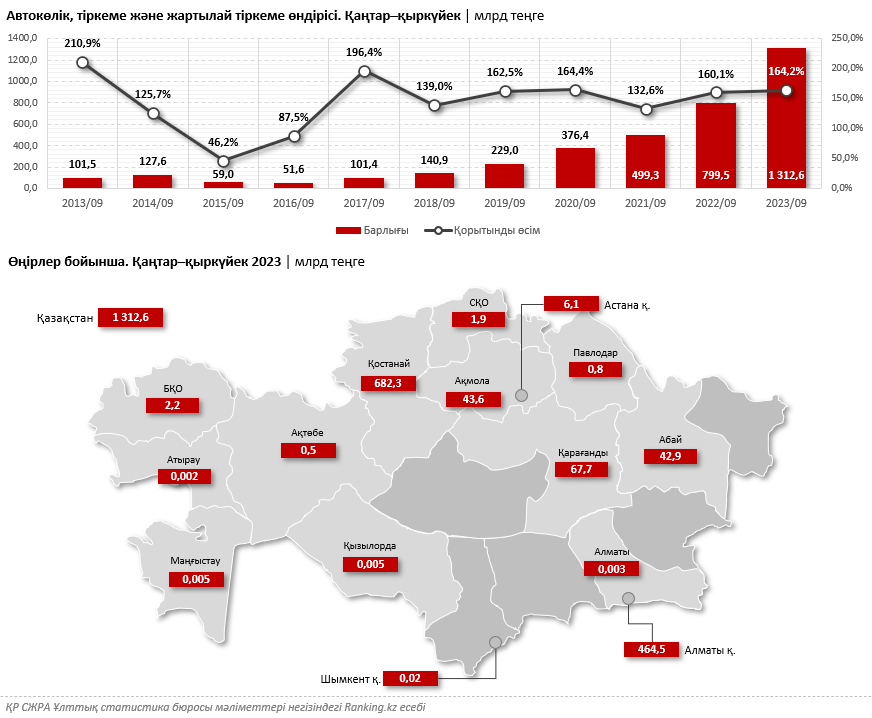 Автокөлік, тіркеме және жартылай тіркеме өндірісі. Қаңтар–қыркүйек | млрд теңге
1400,0 1200,0 1000,0 800,0 600,0 400,0 200,0 0,0
250,0% 200,0% 150,0% 100,0% 50,0% 0,0%
210,9% 125,7% 46,2% 87,5% 196,4% 139,0% 162,5% 164,4% 132,6% 160,1% 164,2%
101,5 127,6 59,0 51,6 101,4 140,9 229,0 376,4 499,3 799,5 1 312,6
2013/09 2014/09 2015/09 2016/09 2017/09 2018/09 2019/09 2020/09 2021/09 2022/09 2023/09
Барлығы Қорытынды өсім
Өңірлер бойынша. Қаңтар–қыркүйек 2023 | млрд теңге
Қазақстан 1 312,6
СҚО
1,9
6,1 Астана қ.
Қостанай
682,3
Ақмола
43,6
Павлодар
0,8
БҚО
2,2
Ақтөбе
0,5
Атырау
0,002
Қарағанды
67,7
Абай
42,9
Маңғыстау
0,005
Қызылорда
0,005
Алматы
0,003
464,5 Алматы қ.
Шымкент қ. 0,02
ҚР СЖРА Ұлттық статистика бюросы мәліметтері негізіндегі Ranking.kz есебі